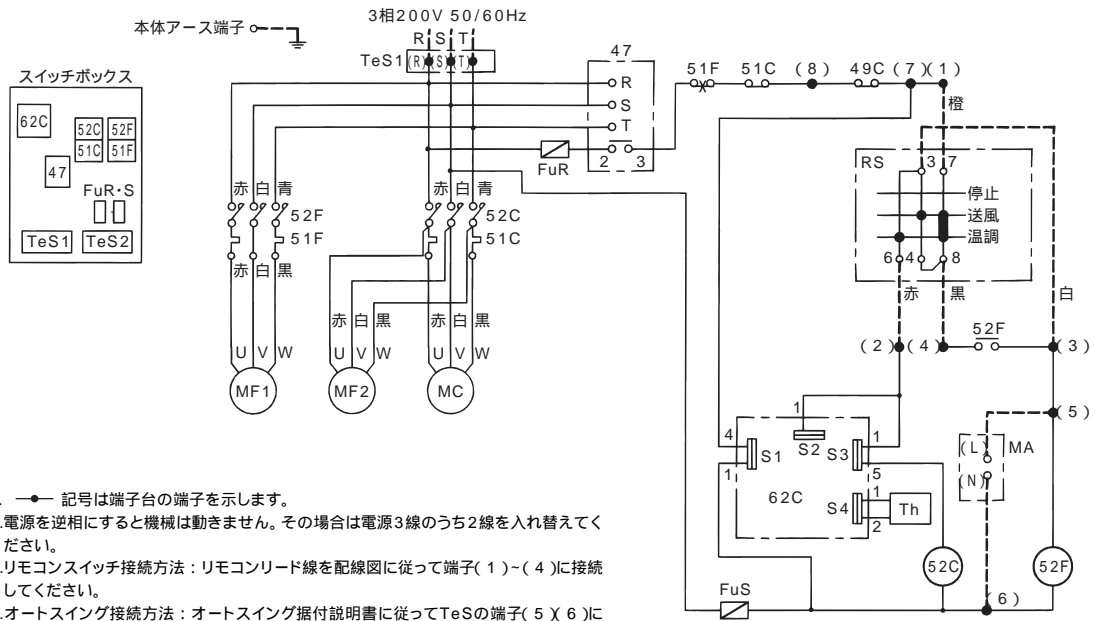 3相200V 50/60Hz
本体アース端子
R S T
TeS1 (R) (S) (T)
スイッチボックス
62C
52C 52F
51C 51F
47
FuR・S
TeS1 TeS2
47
R
S
T
2 3
FuR
51F 51C (8) 49C (7)(1)
橙
RS
3 7
停止
送風
温調
6 4 8
赤 黒 白
赤 白 青
52F
51F
赤 白 黒
赤 白 青
52C
51C
赤 白 黒
赤 白 黒
U V W
MF1
U V W
MF2
U V W
MC
(2) (4)
52F
(3)
(5)
(L)
(N)
MA
4
S1
1
1
S2
1
S3
5
62C
1
S4
2
Th
52C
52F
FuS
(6)
. 記号は端子台の端子を示します。
.電源を逆相にすると機械は動きません。その場合は電源3線のうち2線を入れ替えてく
ださい。
.リモコンスイッチ接続方法：リモコンリード線を配線図に従って端子(1)~(4)に接続
してください。
.オートスイング接続方法：オートスイング据付説明書に従ってTeSの端子(5)(6)に